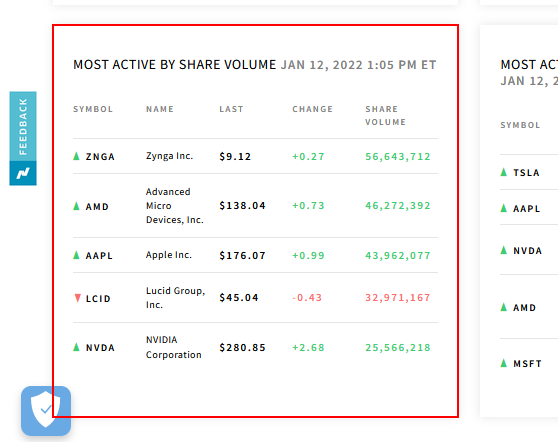 MOST ACTIVE BY SHARE VOLUME JAN 12, 2022 1:05 PM ET
SYMBOL NAME LAST CHANGE SHARE VOLUME
ZNGA Zynga Inc. $9.12 +0.27 56,643,712
AMD Advanced Micro Devices, Inc. $138.04 +0.73 46,272,392
AAPL Apple Inc. $176.07 +0.99 43,962,077
LCID Lucid Group, Inc. $45.04 -0.43 32,971,167
NVDA NVIDIA Corporation $280.85 +2.68 25,566,218
FEEDBACK
MOST ACT
JAN 12, 2
SYMBOL
TSLA
AAPL
NVDA
AMD
MSFT